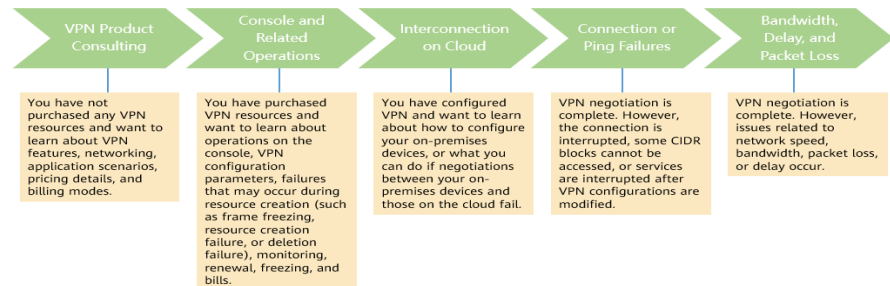 VPN Product
Consulting
Console and
Related
Operations
Interconnection
on Cloud
Connection or
Ping Failures
Bandwidth,
Delay, and
Packet Loss
You have not
purchased any VPN
resources and want to
learn about VPN
features, networking,
application scenarios,
pricing details, and
billing modes.
You have purchased
VPN resources and
want to learn about
operations on the
console, VPN
configuration
parameters, failures
that may occur during
resource creation (such
as frame freezing,
resource creation
failure, or deletion
failure), monitoring,
renewal, freezing, and
bills.
You have configured
VPN and want to learn
about how to configure
your on-premises
devices, or what you
can do if negotiations
between your on-
premises devices and
those on the cloud fail.
VPN negotiation is
complete. However,
the connection is
interrupted, some CIDR
blocks cannot be
accessed, or services
are interrupted after
VPN configurations are
modified.
VPN negotiation is
complete. However,
issues related to
network speed,
bandwidth, packet loss,
or delay occur.